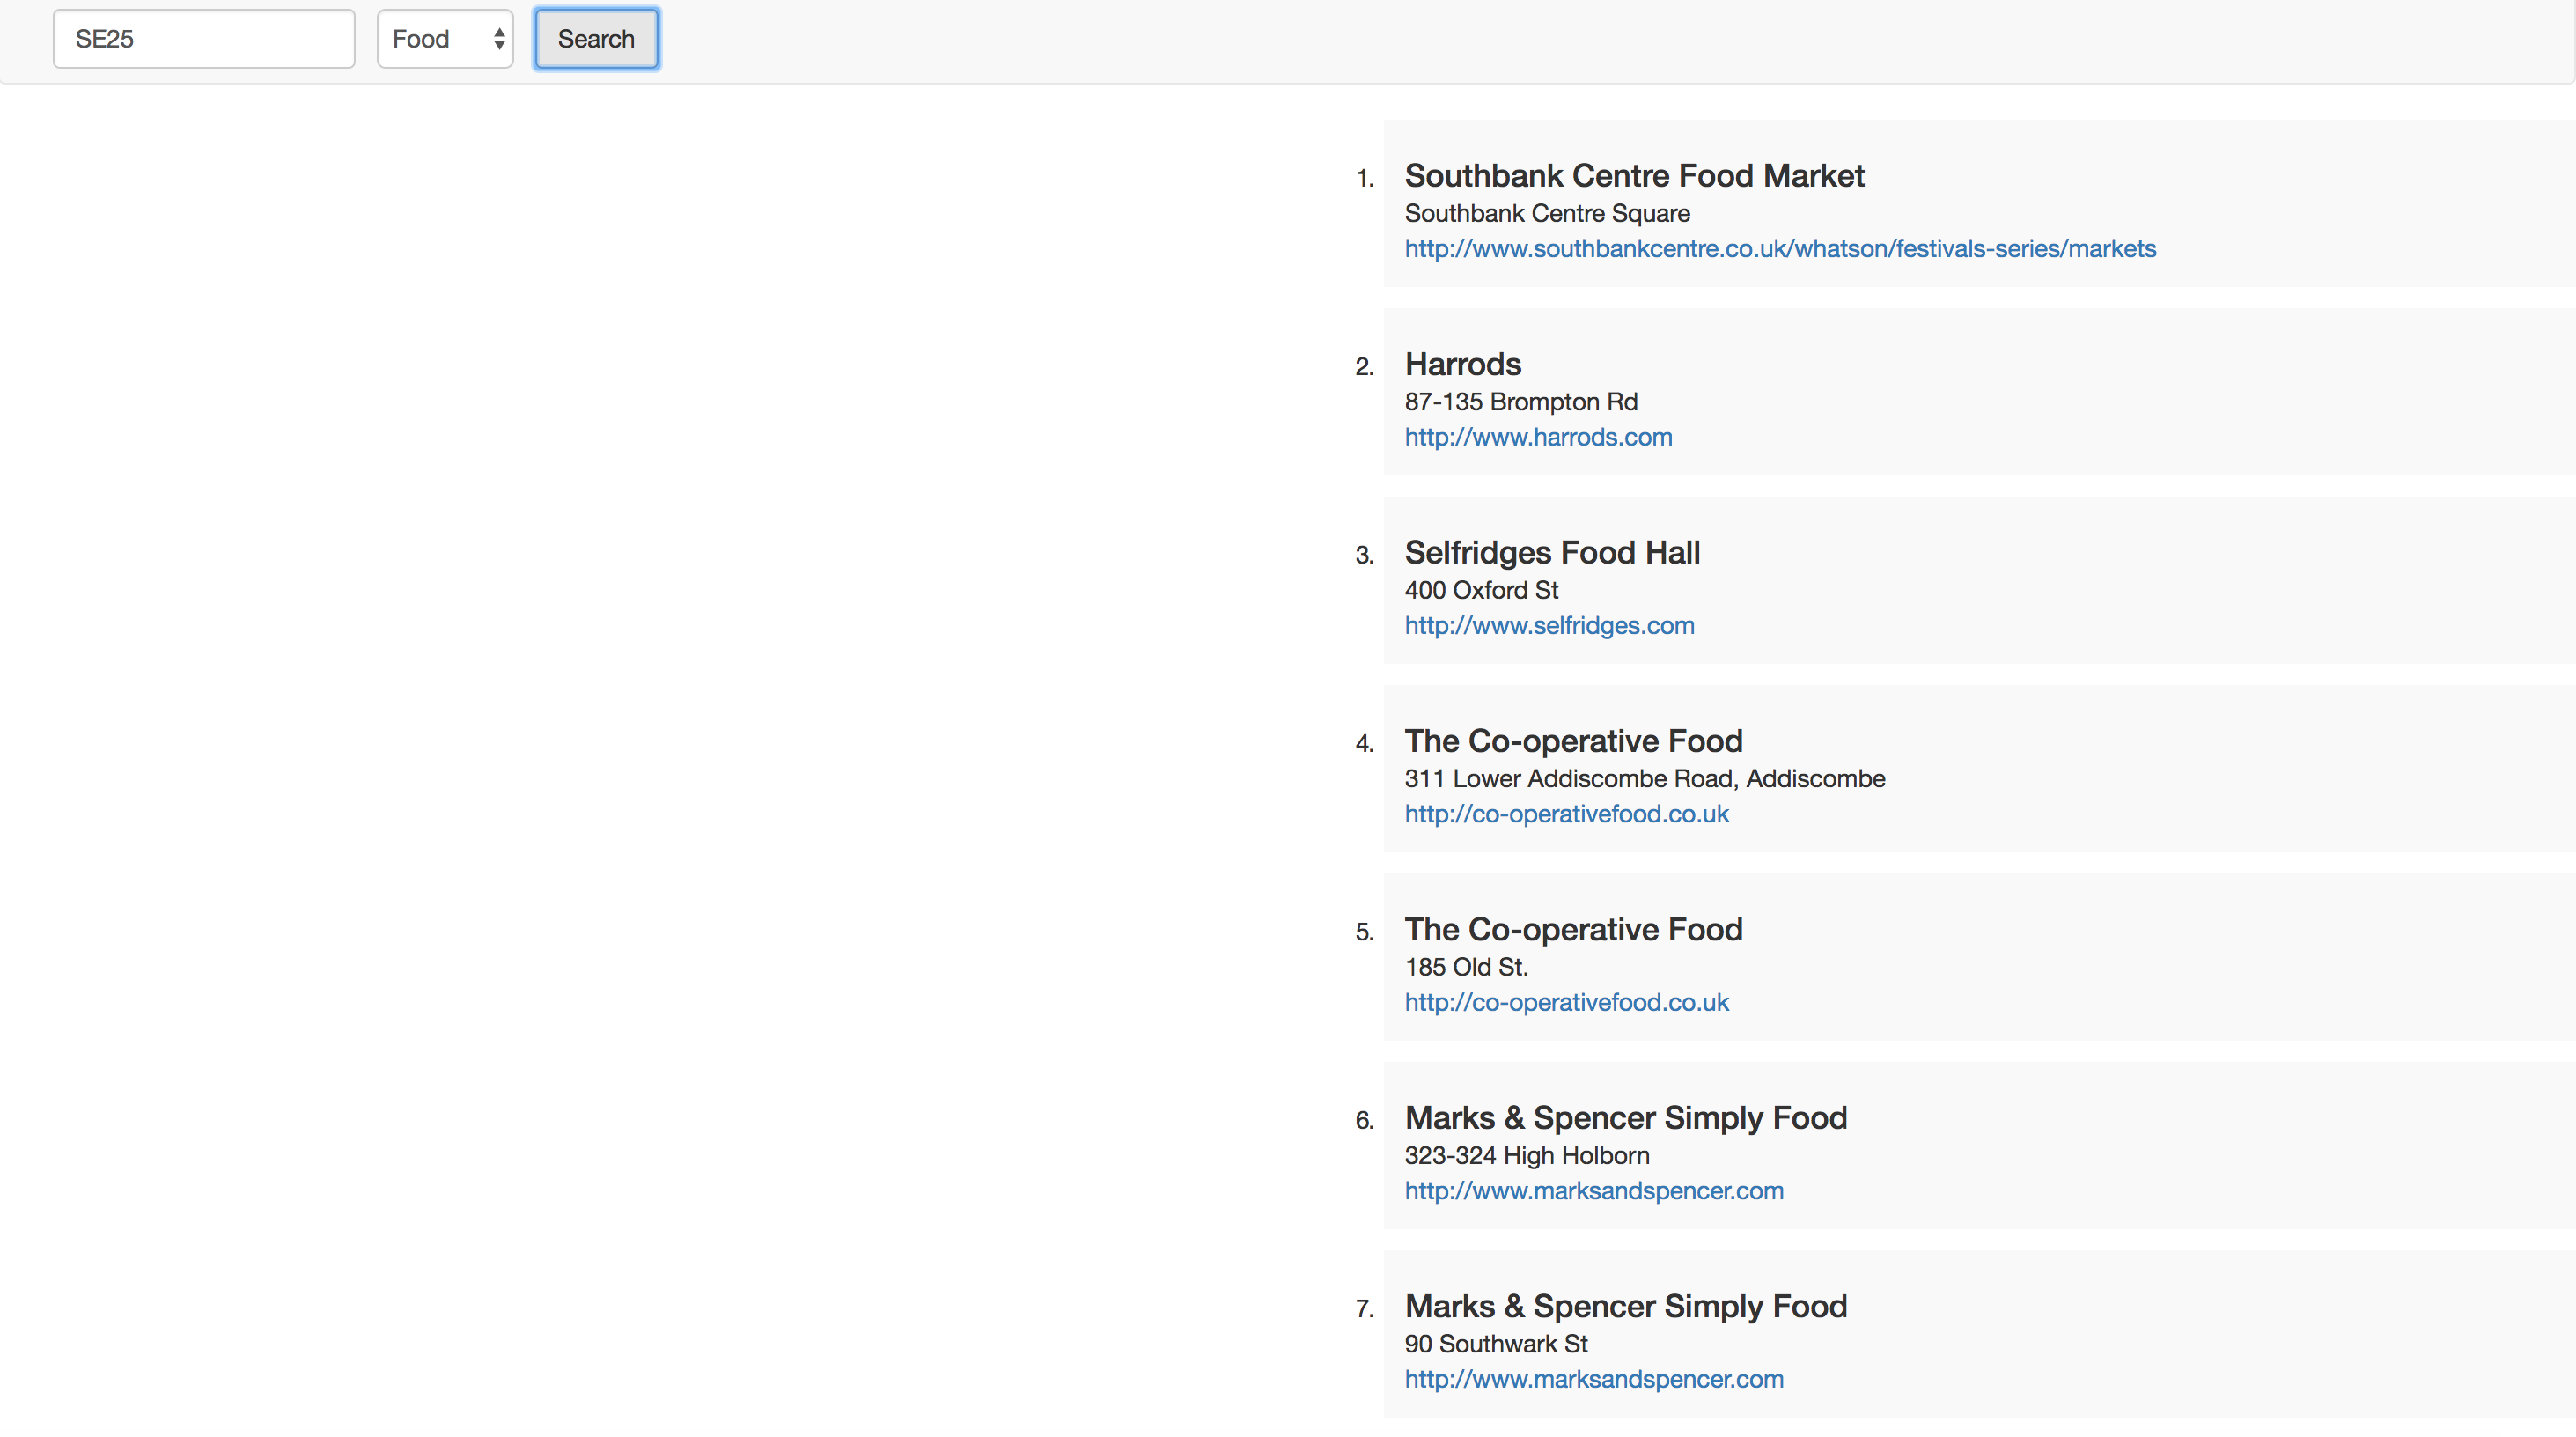 SE25 Food Search
1. Southbank Centre Food Market
Southbank Centre Square
http://www.southbankcentre.co.uk/whatson/festivals-series/markets
2. Harrods
87-135 Brompton Rd
http://www.harrods.com
3. Selfridges Food Hall
400 Oxford St
http://www.selfridges.com
4. The Co-operative Food
311 Lower Addiscombe Road, Addiscombe
http://co-operativefood.co.uk
5. The Co-operative Food
185 Old St.
http://co-operativefood.co.uk
6. Marks & Spencer Simply Food
323-324 High Holborn
http://www.marksandspencer.com
7. Marks & Spencer Simply Food
90 Southwark St
http://www.marksandspencer.com